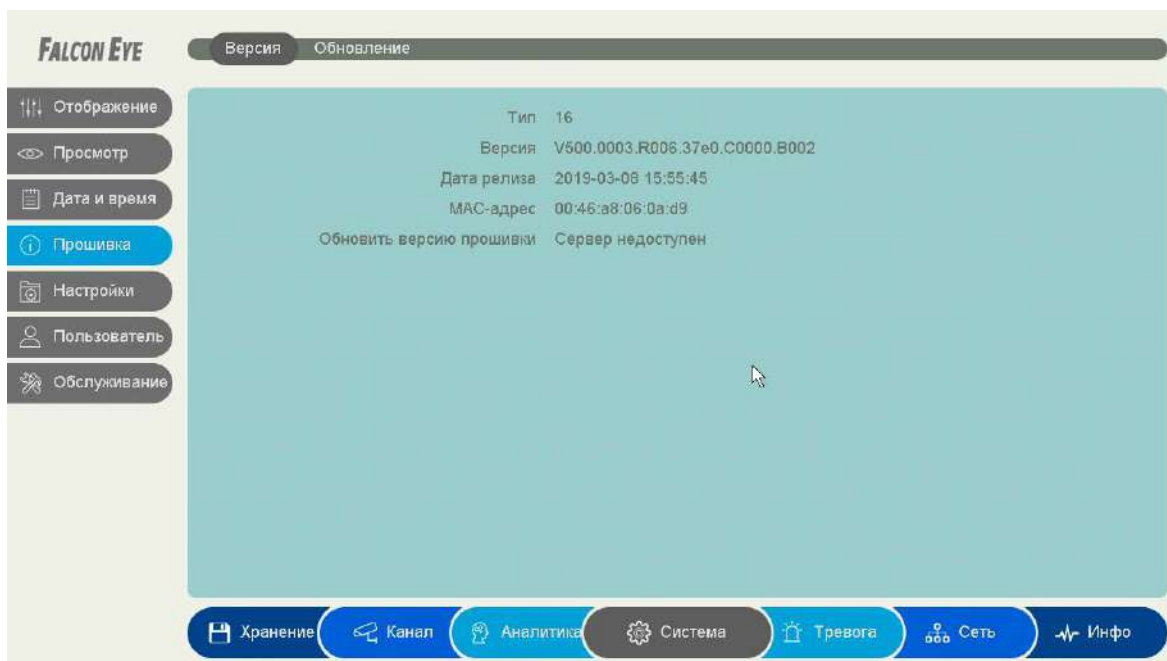 FALCON EYE
Версия Обновление
Отображение
Просмотр
Дата и время
Прошивка
Настройки
Пользователь
Обслуживание
Тип 16
Версия V500.0003.R006.37e0.C0000.B002
Дата релиза 2019-03-08 15:55:45
MAC-адрес 00:46:a8:06:0a:d9
Обновить версию прошивки Сервер недоступен
Хранение Канал Аналитика Система Тревога Сеть Инфо